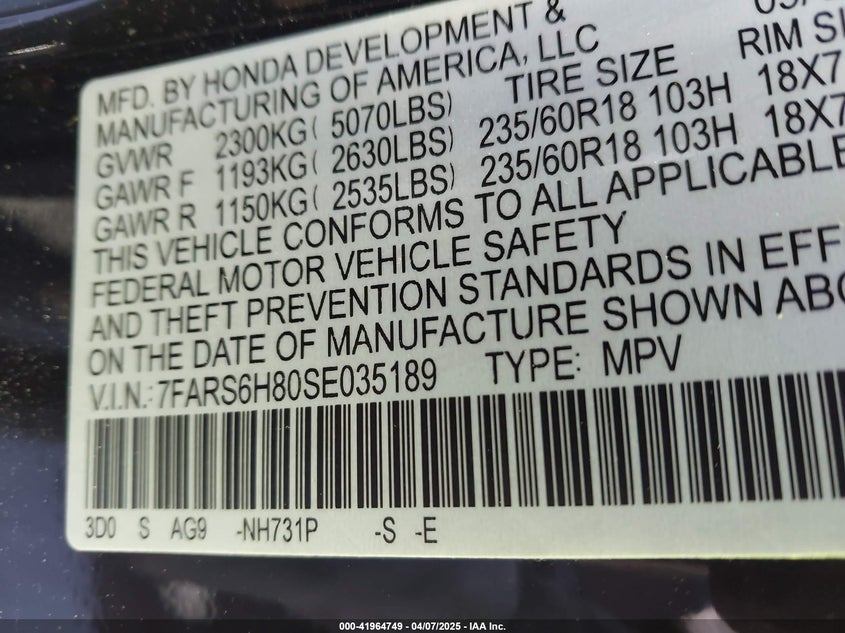 MFD. BY HONDA DEVELOPMENT &
MANUFACTURING OF AMERICA, LLC
TIRE SIZE
GVWR 2300KG( 5070LBS)
GAWR F 1193KG( 2630LBS) 235/60R18 103H 18X7
GAWR R 1150KG( 2535LBS) 235/60R18 103H 18X7
THIS VEHICLE CONFORMS TO ALL APPLICABLE
FEDERAL MOTOR VEHICLE SAFETY
AND THEFT PREVENTION STANDARDS IN
ON THE DATE OF MANUFACTURE SHOWN
V.I.N.: 7FARS6H80SE035189 TYPE: MPV
3D0 S AG9 -NH731P -S -E
000-41964749 - 04/07/2025 - IAA Inc.